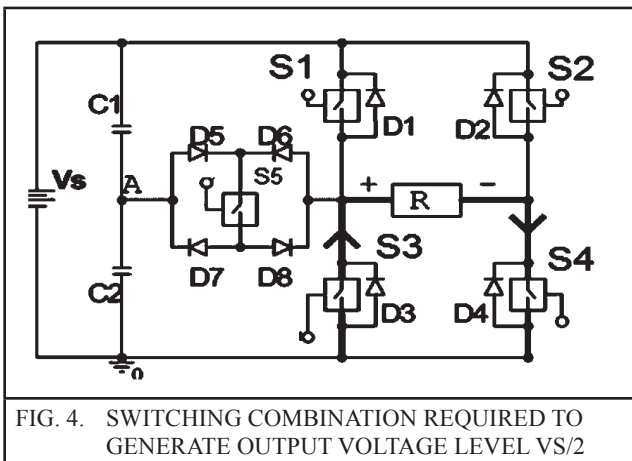 S1
S2
C1
D5
D6
D1
D2
Vs
A
S5
+
R
-
S3
S4
C2
D7
D8
D3
D4
0
FIG. 4. SWITCHING COMBINATION REQUIRED TO
GENERATE OUTPUT VOLTAGE LEVEL VS/2